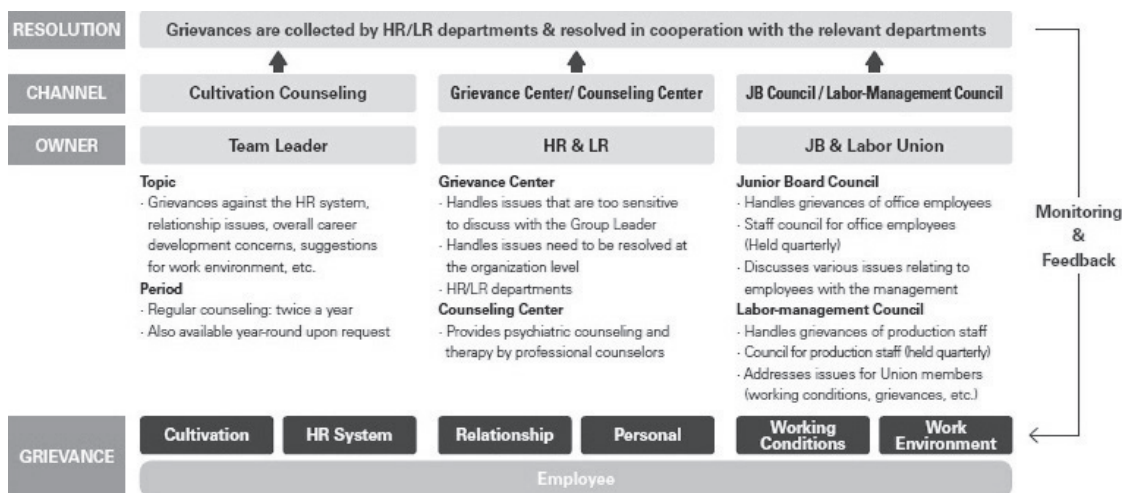 RESOLUTION
Grievances are collected by HR/LR departments & resolved in cooperation with the relevant departments
CHANNEL
Cultivation Counseling
Grievance Center/ Counseling Center
JB Council / Labor-Management Council
OWNER
Team Leader
HR & LR
JB & Labor Union
Topic
· Grievances against the HR system,
relationship issues, overall career
development concerns, suggestions
for work environment, etc.
Period
· Regular counseling: twice a year
· Also available year-round upon request
Grievance Center
· Handles issues that are too sensitive
to discuss with the Group Leader
· Handles issues need to be resolved at
the organization level
· HR/LR departments
Counseling Center
· Provides psychiatric counseling and
therapy by professional counselors
Junior Board Council
· Handles grievances of office employees
· Staff council for office employees
(Held quarterly)
· Discusses various issues relating to
employees with the management
Labor-management Council
· Handles grievances of production staff
· Council for production staff (held quarterly)
· Addresses issues for Union members
(working conditions, grievances, etc.)
Monitoring
&
Feedback
GRIEVANCE
Cultivation
HR System
Relationship
Personal
Working
Conditions
Work
Environment
Employee